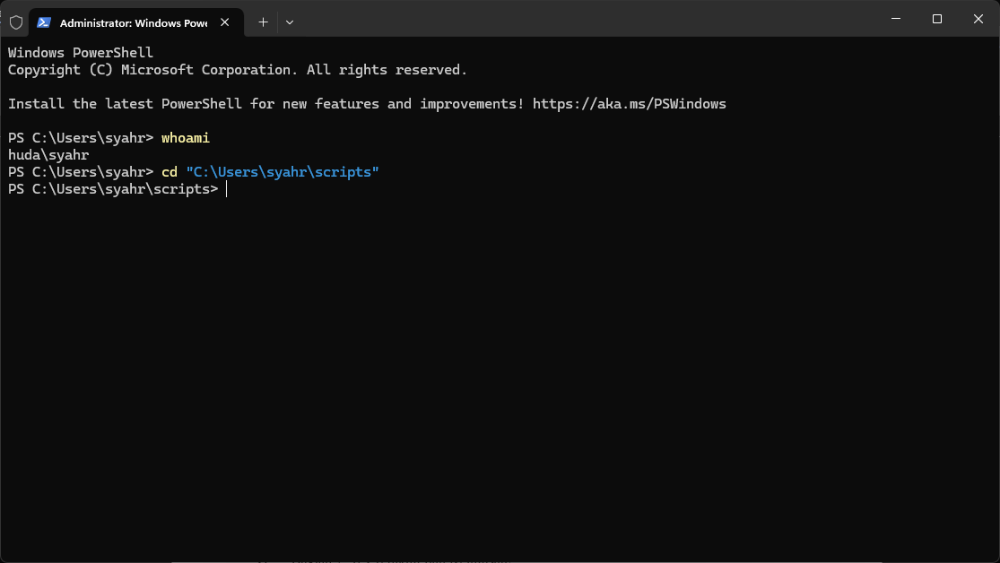 Administrator: Windows Powe
Windows PowerShell
Copyright (C) Microsoft Corporation. All rights reserved.
Install the latest PowerShell for new features and improvements! https://aka.ms/PSWindows
PS C:\Users\syahr> whoami
huda\syahr
PS C:\Users\syahr> cd "C:\Users\syahr\scripts"
PS C:\Users\syahr\scripts>